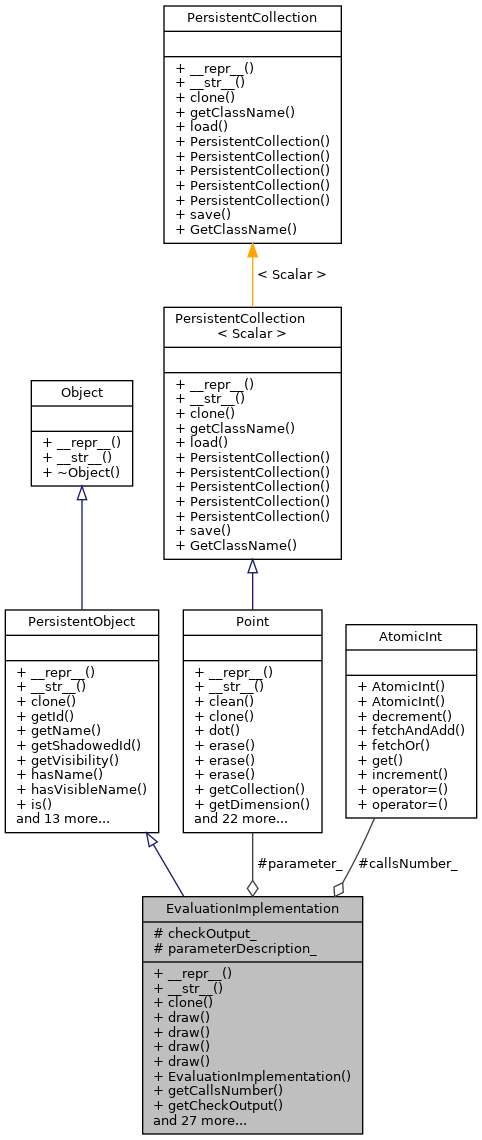 PersistentCollection
+ __repr__()
+ __str__()
+ clone()
+ getClassName()
+ load()
+ PersistentCollection()
+ PersistentCollection()
+ PersistentCollection()
+ PersistentCollection()
+ PersistentCollection()
+ save()
+ GetClassName()
< Scalar >
PersistentCollection
< Scalar >
+ __repr__()
+ __str__()
+ clone()
+ getClassName()
+ load()
+ PersistentCollection()
+ PersistentCollection()
+ PersistentCollection()
+ PersistentCollection()
+ PersistentCollection()
+ save()
+ GetClassName()
Object
+ __repr__()
+ __str__()
+ ~Object()
PersistentObject
+ __repr__()
+ __str__()
+ clone()
+ getId()
+ getName()
+ getShadowedId()
+ getVisibility()
+ hasName()
+ hasVisibleName()
+ is()
and 13 more...
Point
+ __repr__()
+ __str__()
+ clean()
+ clone()
+ dot()
+ erase()
+ erase()
+ erase()
+ getCollection()
+ getDimension()
and 22 more...
AtomicInt
+ AtomicInt()
+ AtomicInt()
+ decrement()
+ fetchAndAdd()
+ fetchOr()
+ get()
+ increment()
+ operator=()
+ operator=()
#parameter_
#callsNumber_
EvaluationImplementation
# checkOutput_
# parameterDescription_
+ __repr__()
+ __str__()
+ clone()
+ draw()
+ draw()
+ draw()
+ draw()
+ EvaluationImplementation()
+ getCallsNumber()
+ getCheckOutput()
and 27 more...